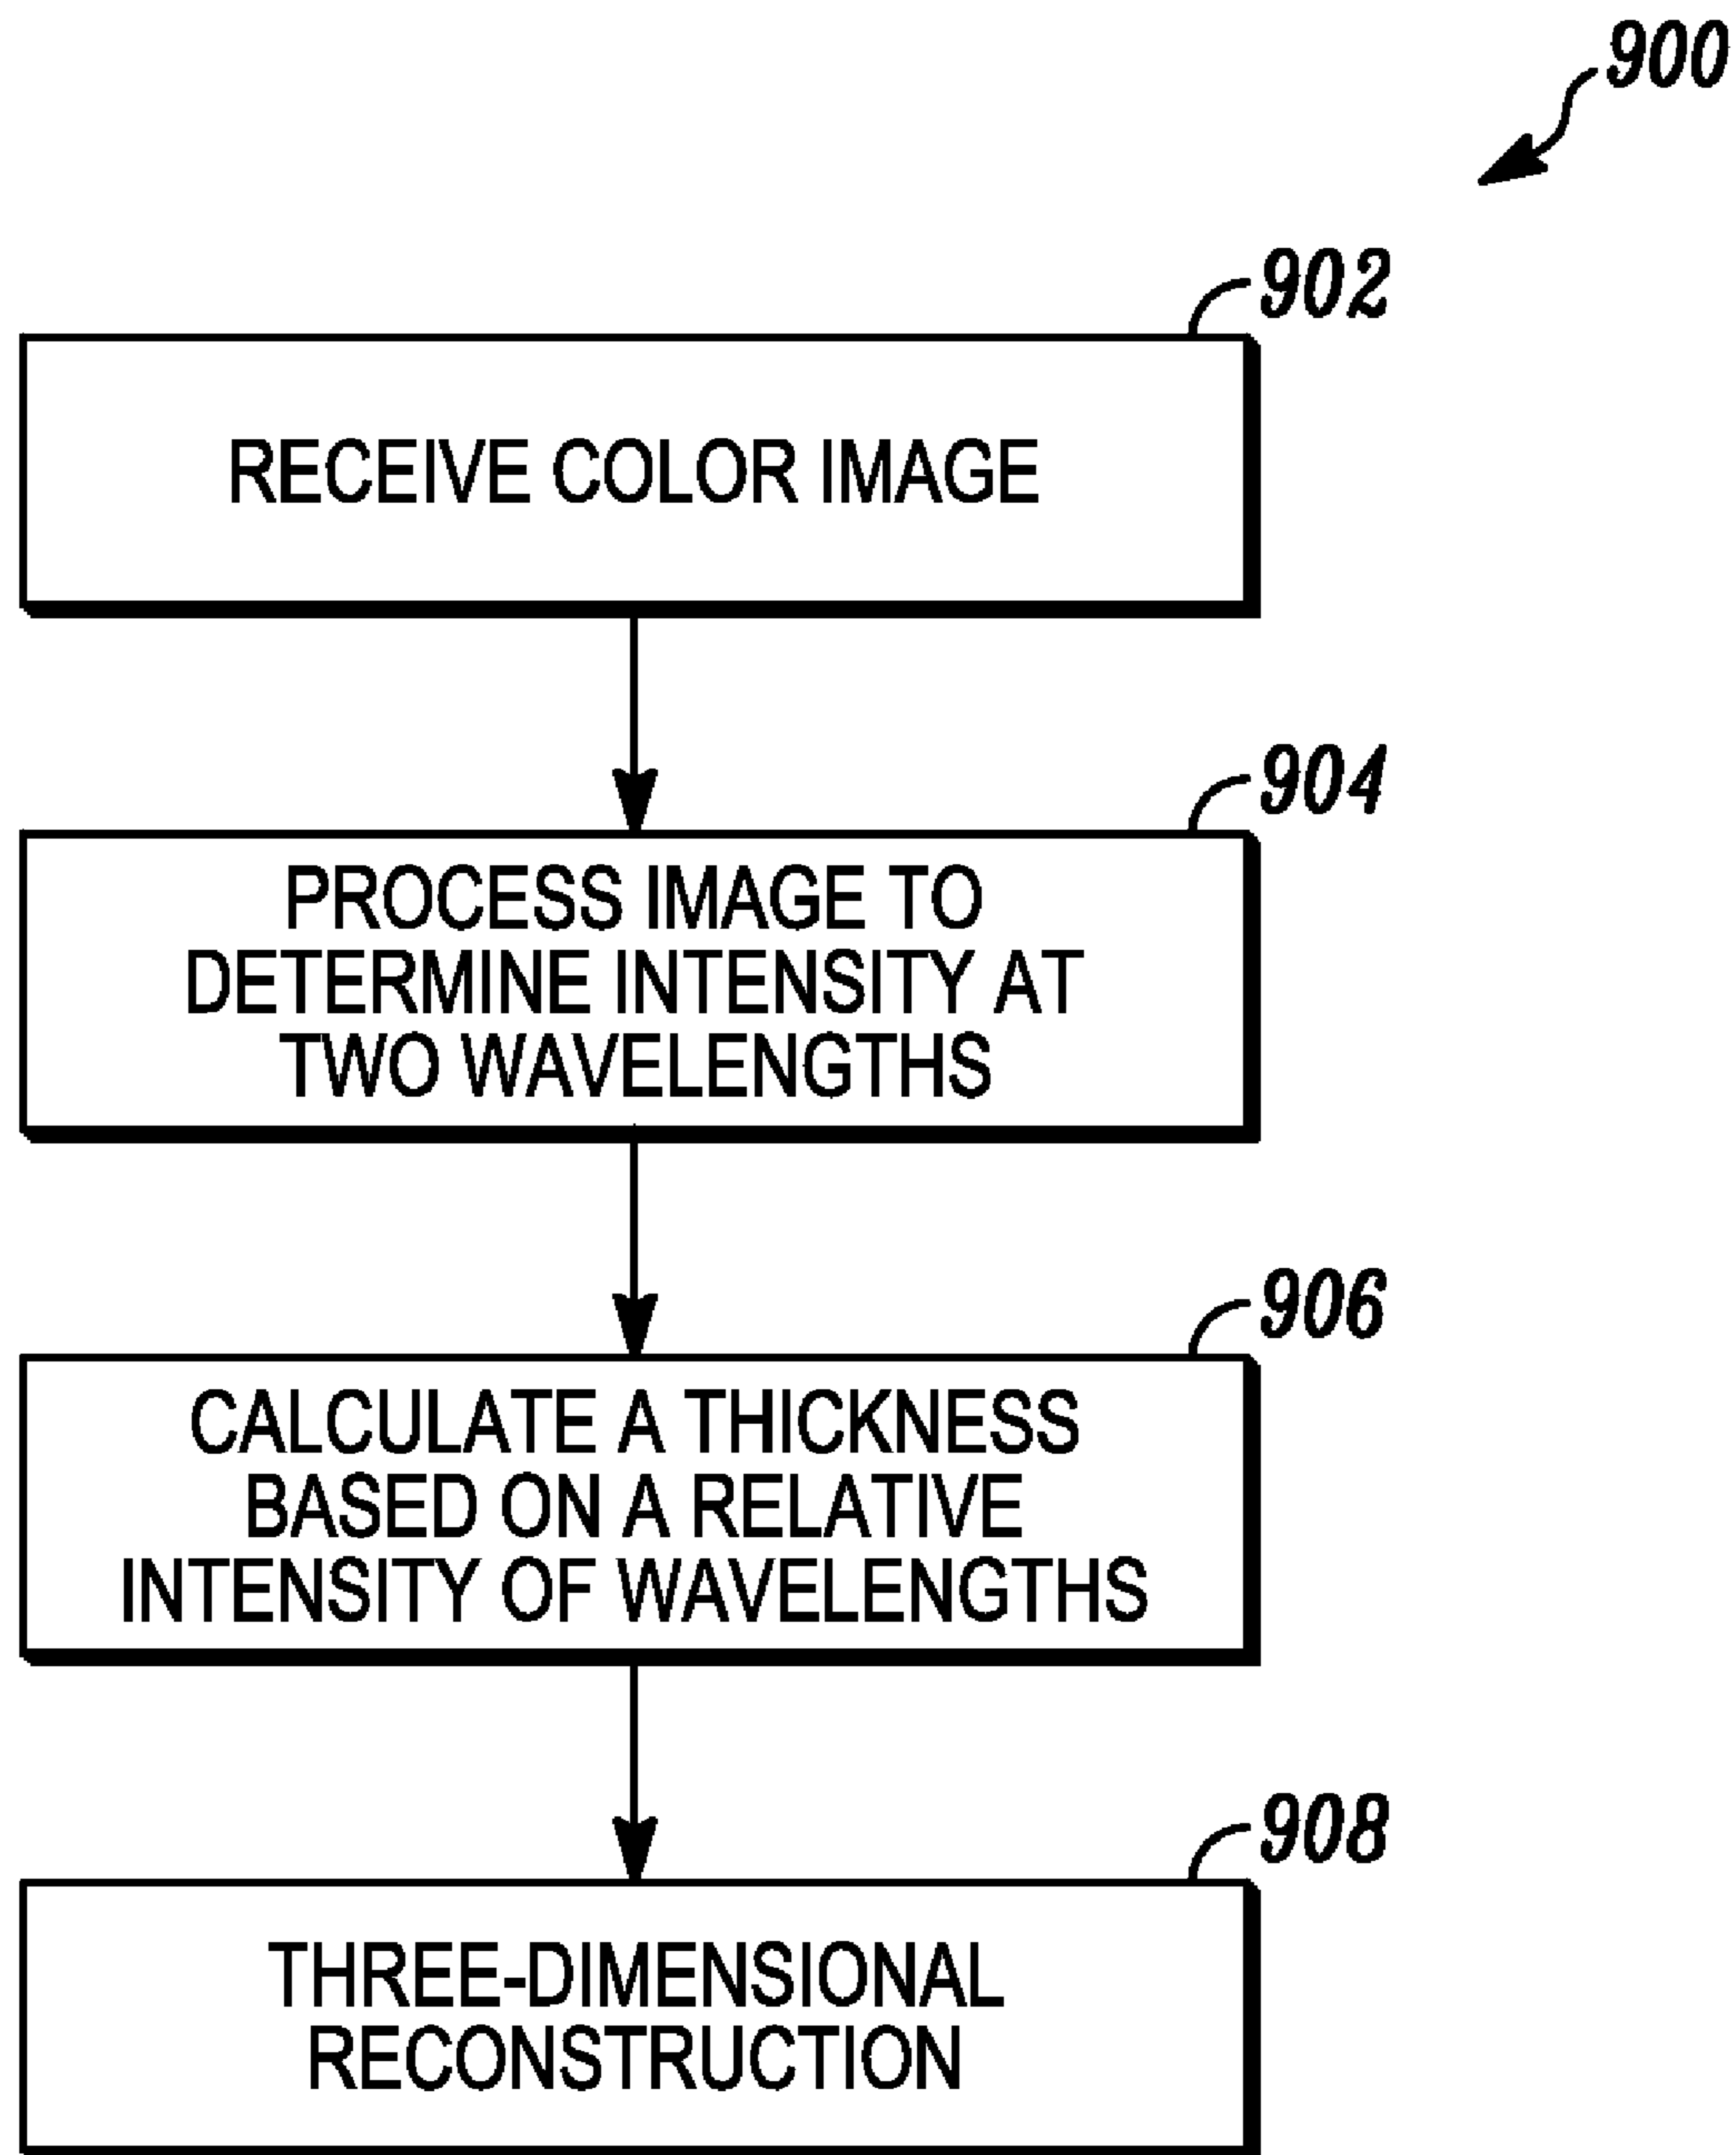 900
902
RECEIVE COLOR IMAGE
904
PROCESS IMAGE TO
DETERMINE INTENSITY AT
TWO WAVELENGTHS
906
CALCULATE A THICKNESS
BASED ON A RELATIVE
INTENSITY OF WAVELENGTHS
908
THREE-DIMENSIONAL
RECONSTRUCTION